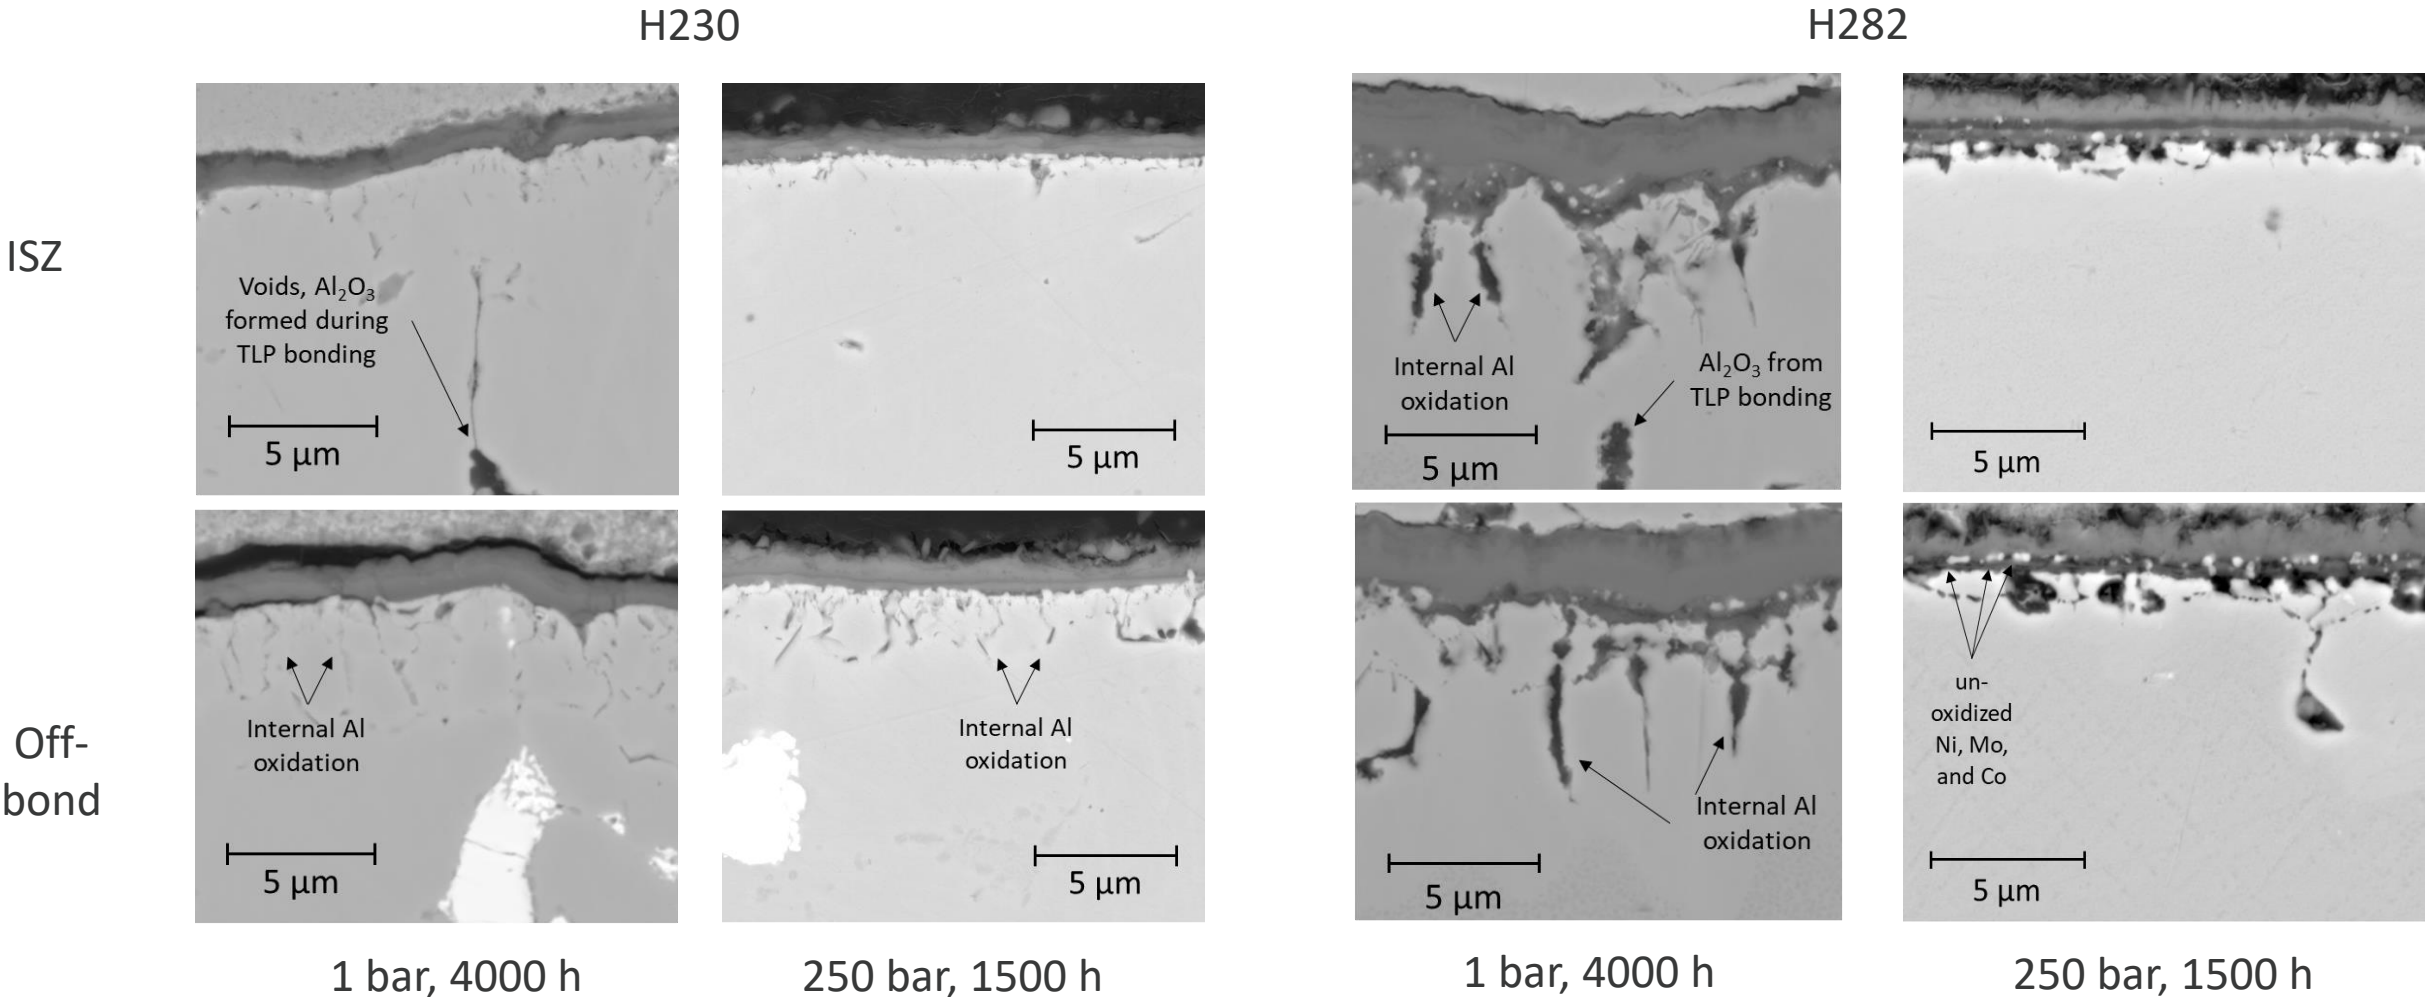 H230
H282
ISZ
Voids, Al₂O₃
formed during
TLP bonding
5 µm
5 µm
Internal Al
oxidation
Al₂O₃ from
TLP bonding
5 µm
5 µm
Off-
bond
Internal Al
oxidation
5 µm
Internal Al
oxidation
5 µm
Internal Al
oxidation
5 µm
un-
oxidized
Ni, Mo,
and Co
5 µm
1 bar, 4000 h
250 bar, 1500 h
1 bar, 4000 h
250 bar, 1500 h